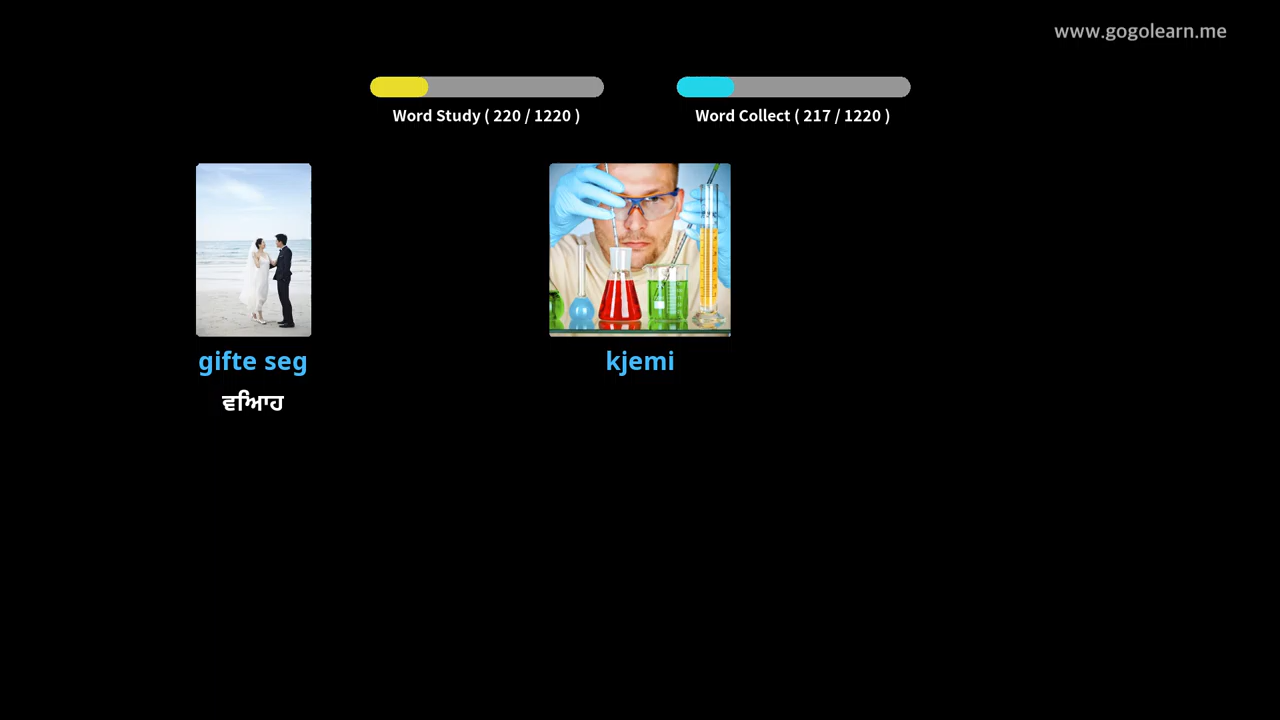 www.gogolearn.me
Word Study ( 220 / 1220 )
Word Collect ( 217 / 1220 )
gifte seg
kjemi
ਵਿਆਹ